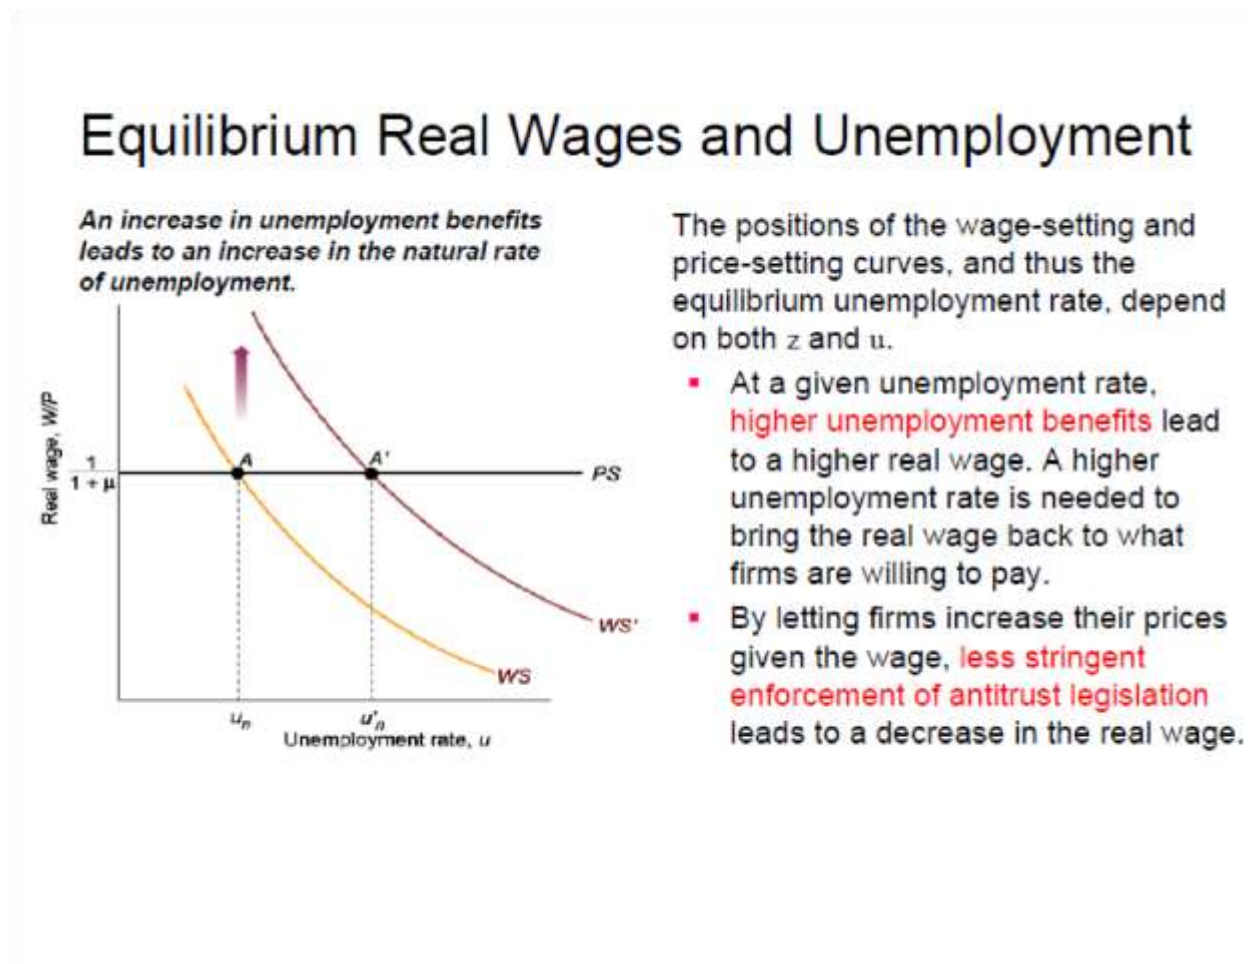 Equilibrium Real Wages and Unemployment
An increase in unemployment benefits
leads to an increase in the natural rate
of unemployment.
Real wage, W/P
1
1 + μ
A
A'
PS
WS'
WS
uₙ
u'ₙ
Unemployment rate, u
The positions of the wage-setting and
price-setting curves, and thus the
equilibrium unemployment rate, depend
on both z and u.
▪ At a given unemployment rate,
higher unemployment benefits lead
to a higher real wage. A higher
unemployment rate is needed to
bring the real wage back to what
firms are willing to pay.
▪ By letting firms increase their prices
given the wage, less stringent
enforcement of antitrust legislation
leads to a decrease in the real wage.